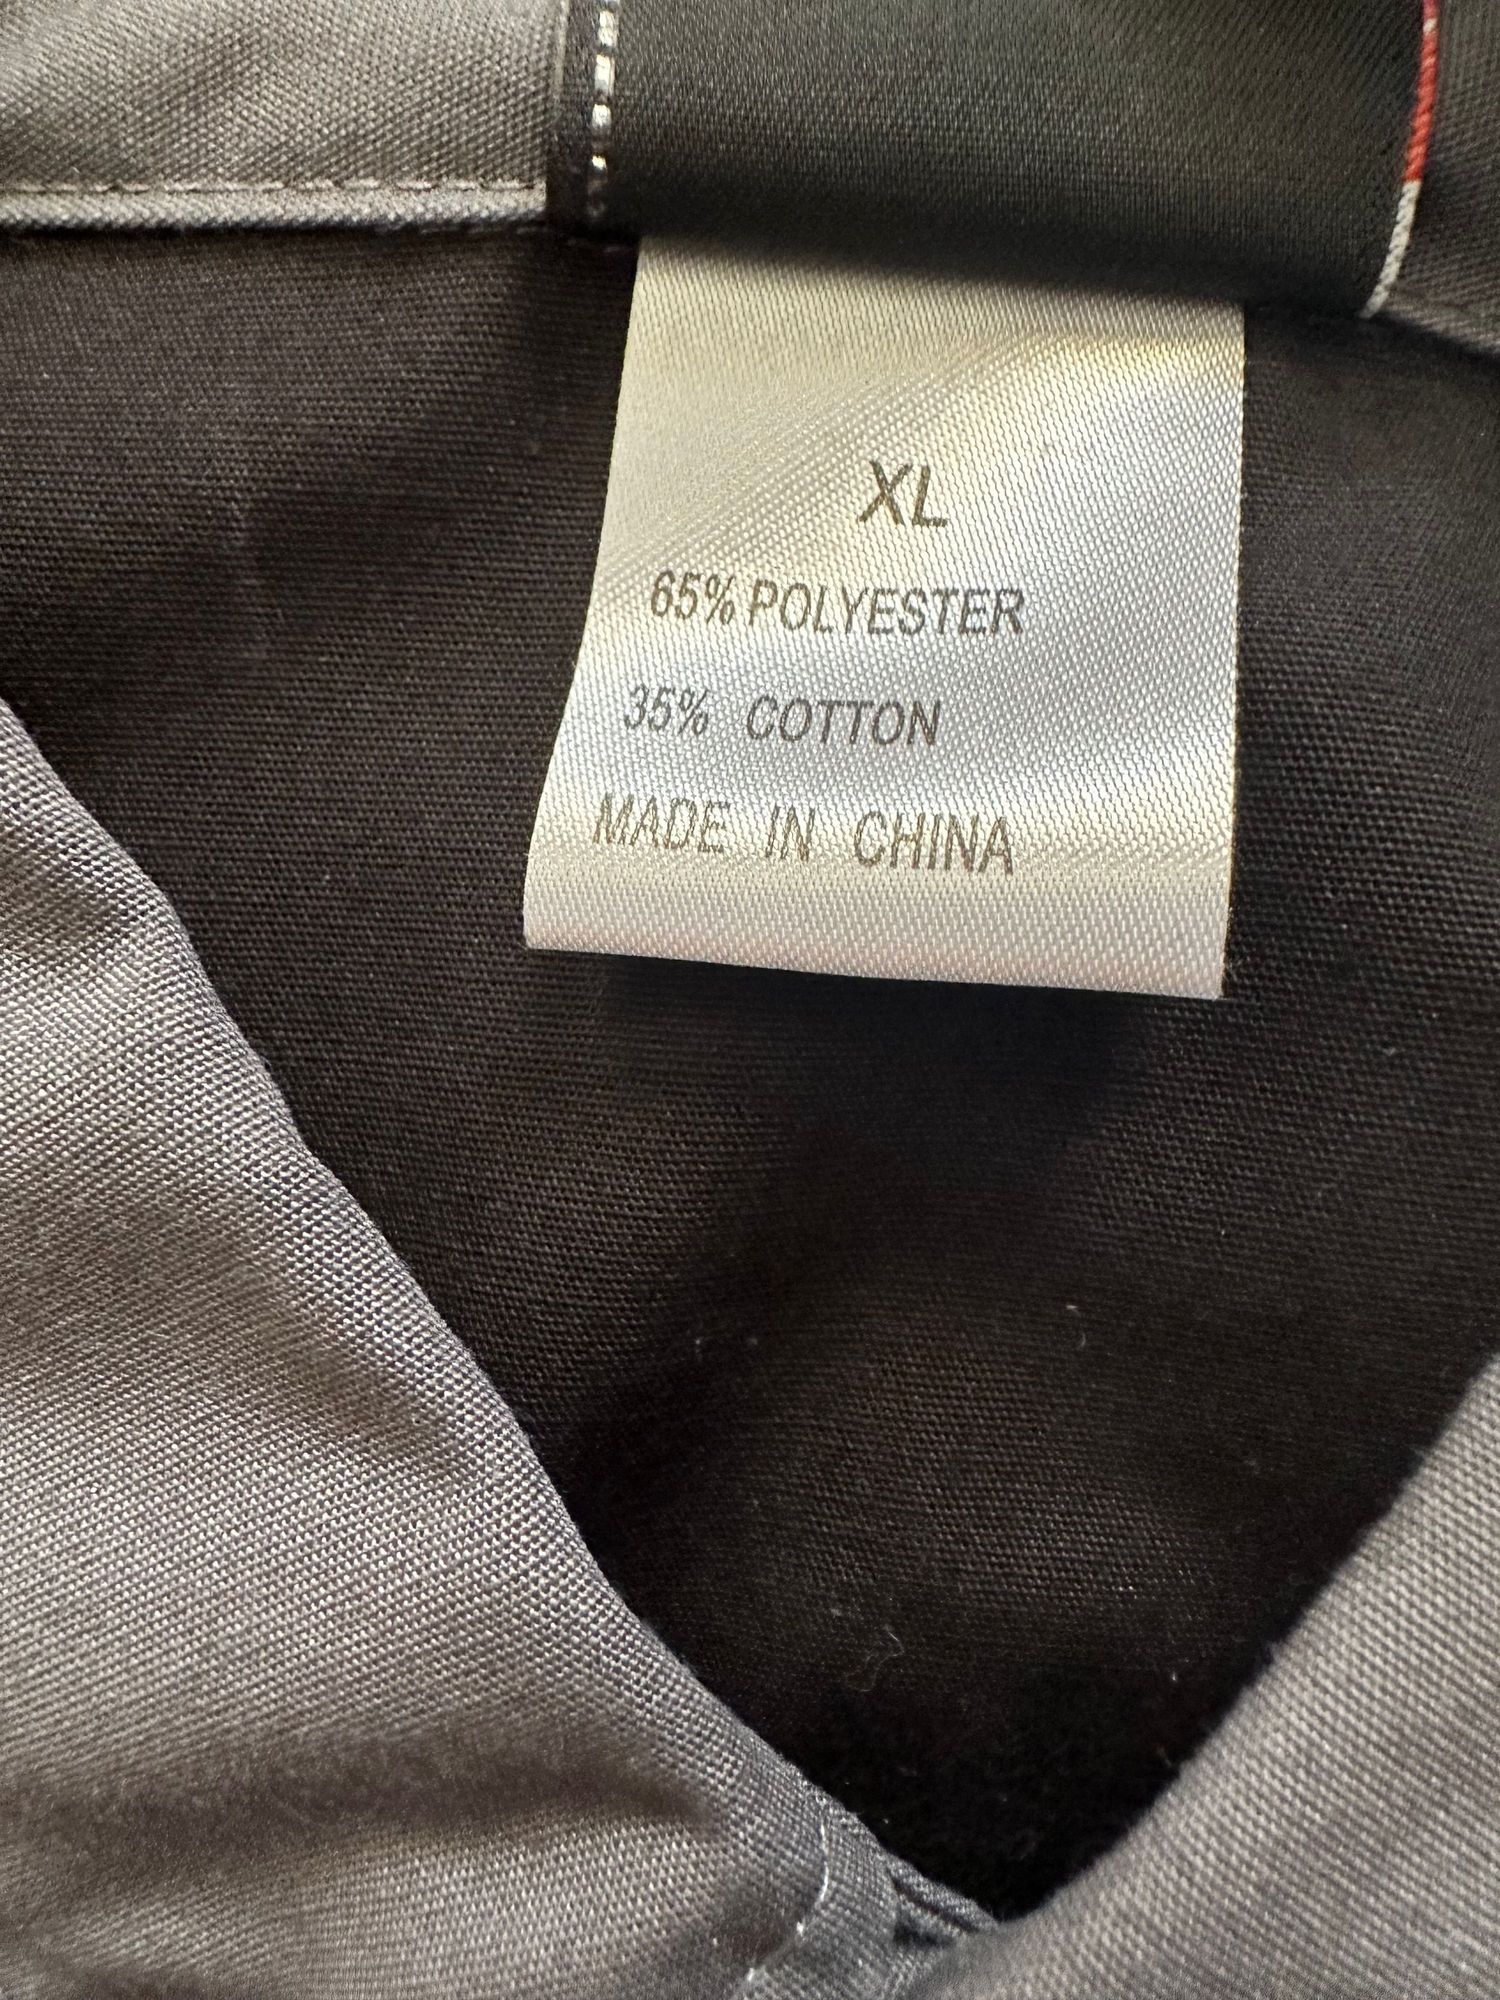 XL
65% POLYESTER
35% COTTON
MADE IN CHINA